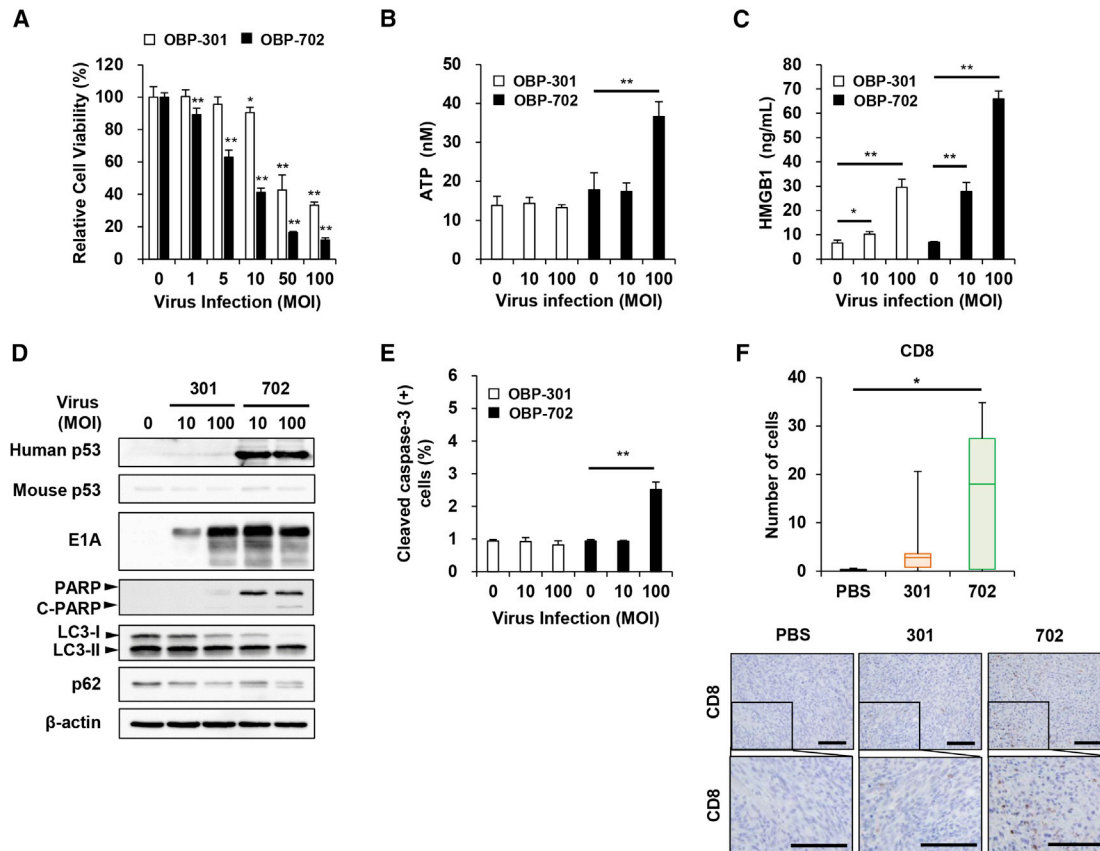 A
OBP-301 OBP-702
Relative Cell Viability (%)
120
100
80
60
40
20
0
** * ** ** ** ** ** **
0 1 5 10 50 100
Virus Infection (MOI)
B
ATP (nM)
50
40
30
20
10
0
OBP-301
OBP-702
**
0 10 100 0 10 100
Virus infection (MOI)
C
HMGB1 (ng/mL)
80
70
60
50
40
30
20
10
0
OBP-301
OBP-702
**
** **
*
0 10 100 0 10 100
Virus infection (MOI)
D
301 702
Virus
(MOI) 0 10 100 10 100
Human p53
Mouse p53
E1A
PARP
C-PARP
LC3-I
LC3-II
p62
β-actin
E
Cleaved caspase-3 (+)
cells (%)
6
5
4
3
2
1
0
OBP-301
OBP-702
**
0 10 100 0 10 100
Virus Infection (MOI)
F
CD8
Number of cells
40
30
20
10
0
*
PBS 301 702
PBS 301 702
CD8
CD8